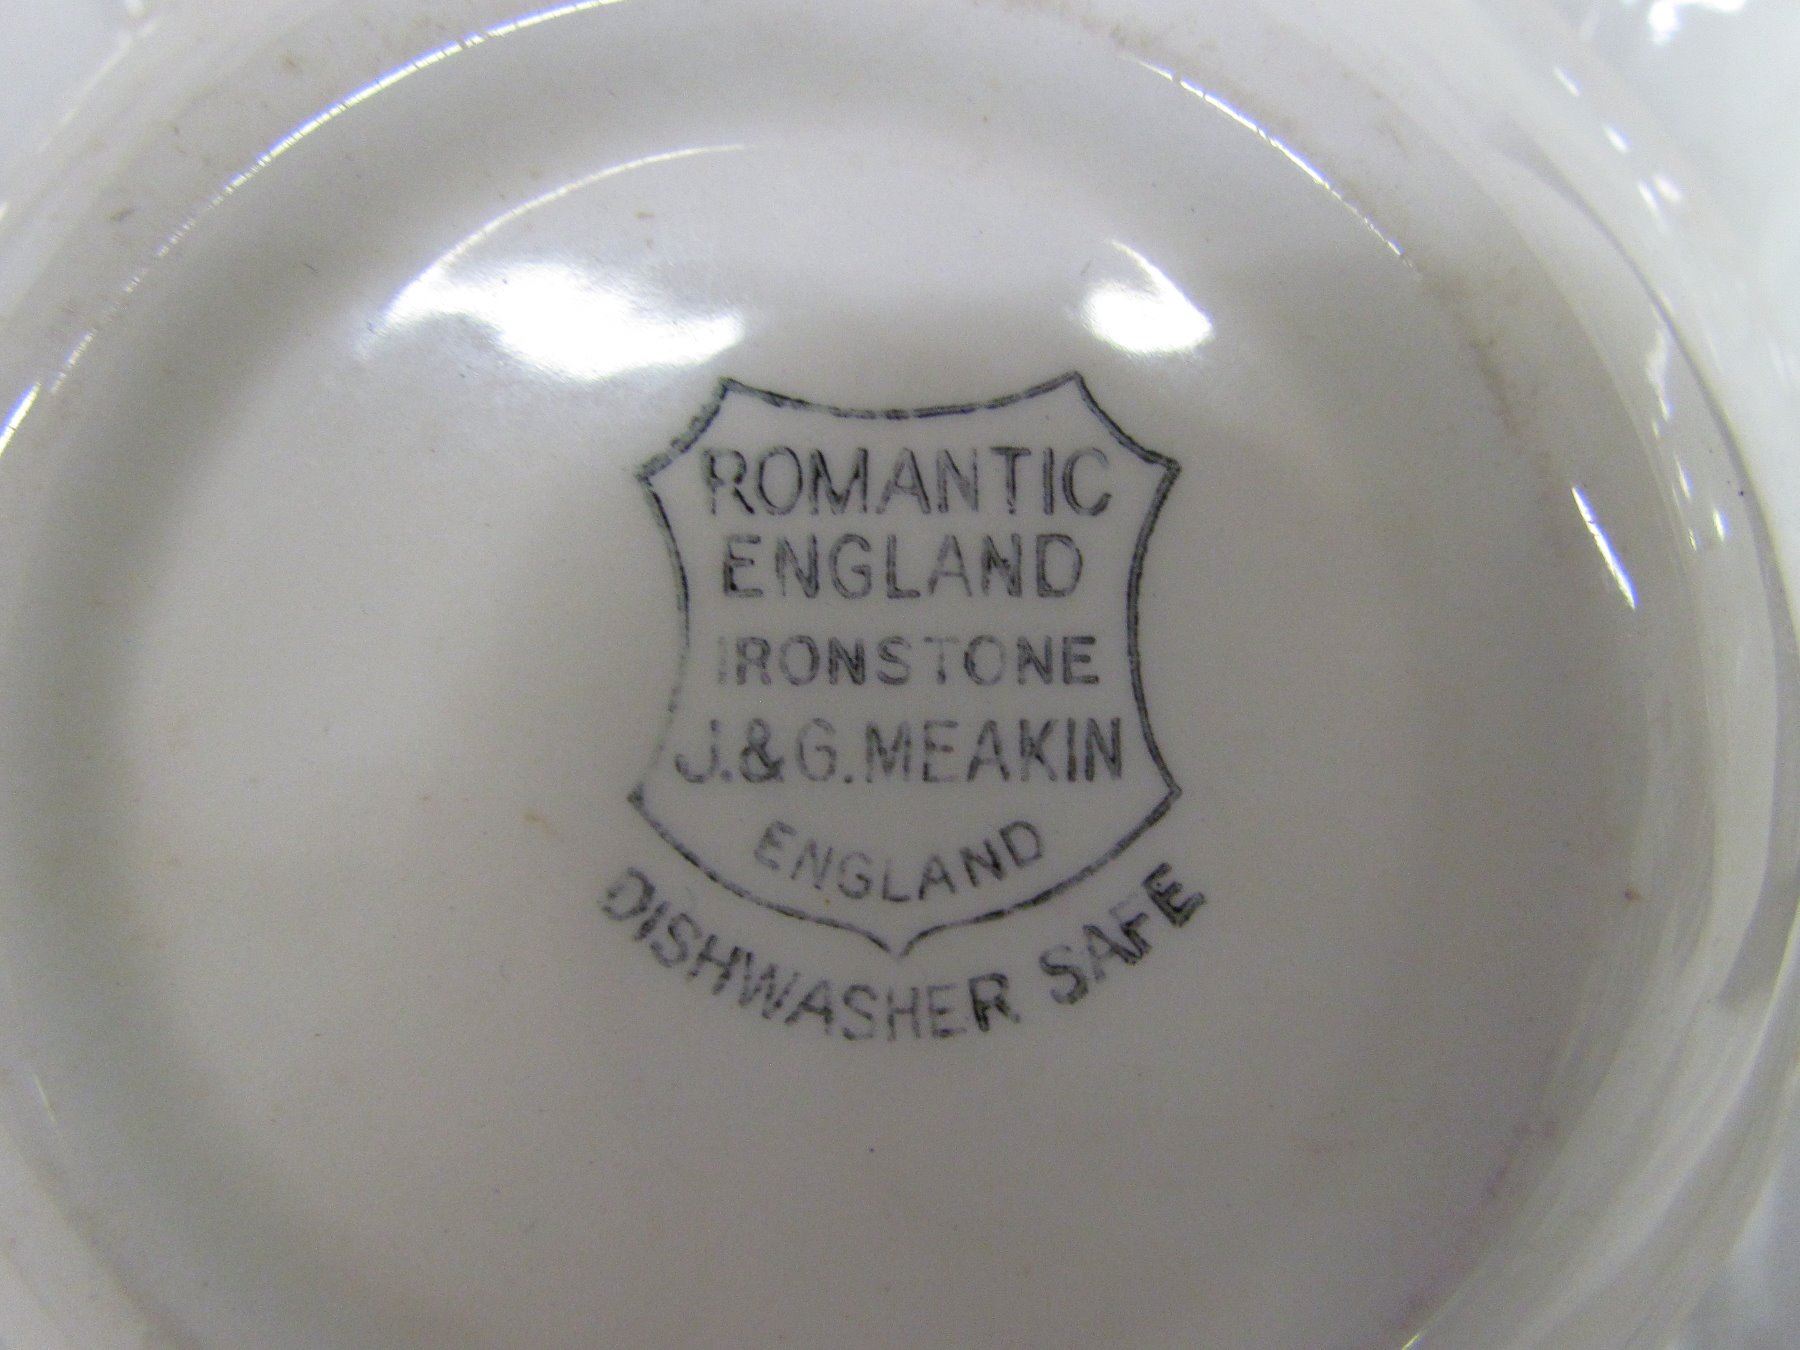 ROMANTIC
ENGLAND
IRONSTONE
J.&G.MEAKIN
ENGLAND
DISHWASHER SAFE